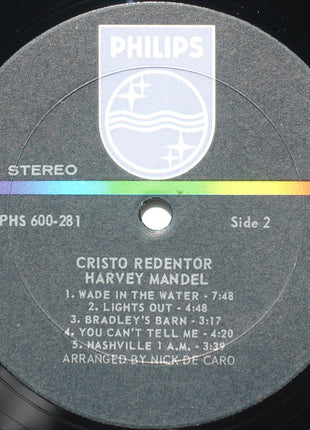 PHILIPS
STEREO
PHS 600-281 Side 2
CRISTO REDENTOR
HARVEY MANDEL
1. WADE IN THE WATER - 7:48
2. LIGHTS OUT - 4:48
3. BRADLEY'S BARN - 3:17
4. YOU CAN'T TELL ME - 4:20
5. NASHVILLE 1 A.M. - 3:39
ARRANGED BY NICK DE CARO